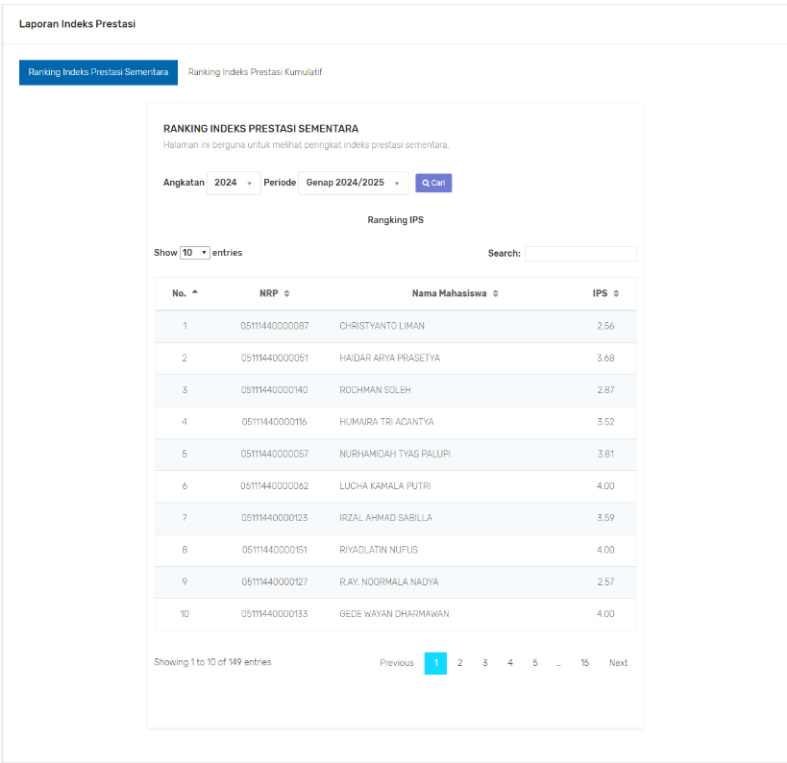 Laporan Indeks Prestasi
Ranking Indeks Prestasi Sementara Ranking Indeks Prestasi Kumulatif
RANKING INDEKS PRESTASI SEMENTARA
Halaman ini berguna untuk melihat peringkat indeks prestasi sementara.
Angkatan 2024 Periode Genap 2024/2025 Cari
Rangking IPS
Show 10 entries Search:
No. NRP Nama Mahasiswa IPS
1 05111440000087 CHRISTYANTO LIMAN 2.56
2 05111440000051 HAIDAR ARYA PRASETYA 3.68
3 05111440000140 ROCHMAN SOLEH 2.87
4 05111440000116 HUMAIRA TRI ACANTYA 3.52
5 05111440000057 NURHAMIDAH TYAS PALUPI 3.81
6 05111440000062 LUCHA KAMALA PUTRI 4.00
7 05111440000123 IRZAL AHMAD SABILLA 3.59
8 05111440000151 RIYADLATIN NUFUS 4.00
9 05111440000127 R.AY. NOORMALA NADYA 2.57
10 05111440000133 GEDE WAYAN DHARMAWAN 4.00
Showing 1 to 10 of 149 entries Previous 1 2 3 4 5 ... 15 Next